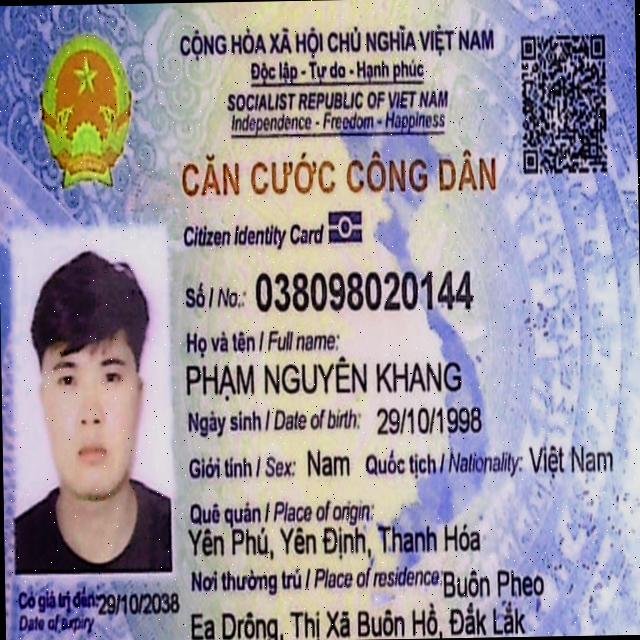 CỘNG HÒA XÃ HỘI CHỦ NGHĨA VIỆT NAM
Độc lập - Tự do - Hạnh phúc
SOCIALIST REPUBLIC OF VIET NAM
Independence - Freedom - Happiness
CĂN CƯỚC CÔNG DÂN
Citizen Identity Card
Số / No.: 038098020144
Họ và tên / Full name:
PHẠM NGUYÊN KHANG
Ngày sinh / Date of birth: 29/10/1998
Giới tính / Sex: Nam Quốc tịch / Nationality: Việt Nam
Quê quán / Place of origin:
Yên Phú, Yên Định, Thanh Hóa
Nơi thường trú / Place of residence: Buôn Pheo
Ea Drông, Thị Xã Buôn Hồ, Đắk Lắk
Có giá trị đến: 29/10/2038
Date of expiry